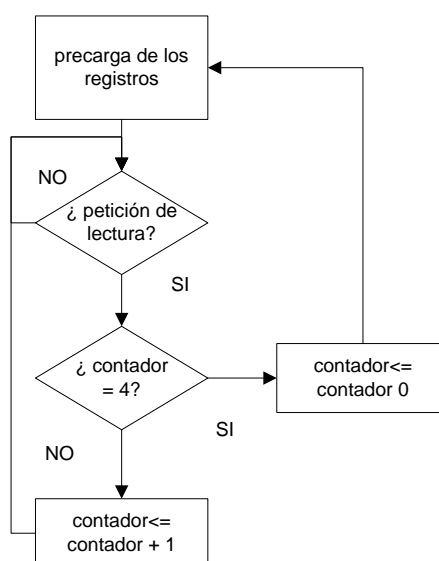 precarga de los
registros
NO
¿ petición de
lectura?
SI
¿ contador
= 4?
contador<=
contador 0
SI
NO
contador<=
contador + 1